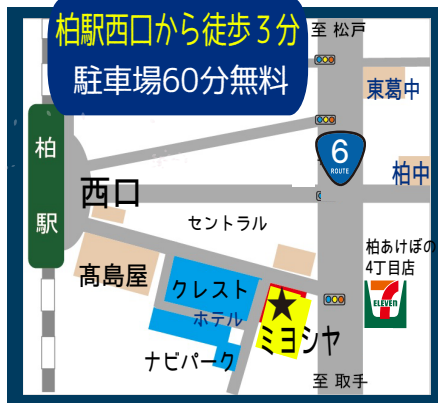 柏駅西口から徒歩３分
駐車場60分無料
至 松戸
東葛中
6
ROUTE
柏中
柏
駅
西口
セントラル
柏あけぼの
4丁目店
髙島屋
クレスト
ELEVEN
ホテル
ミヨシヤ
ナビパーク
至 取手